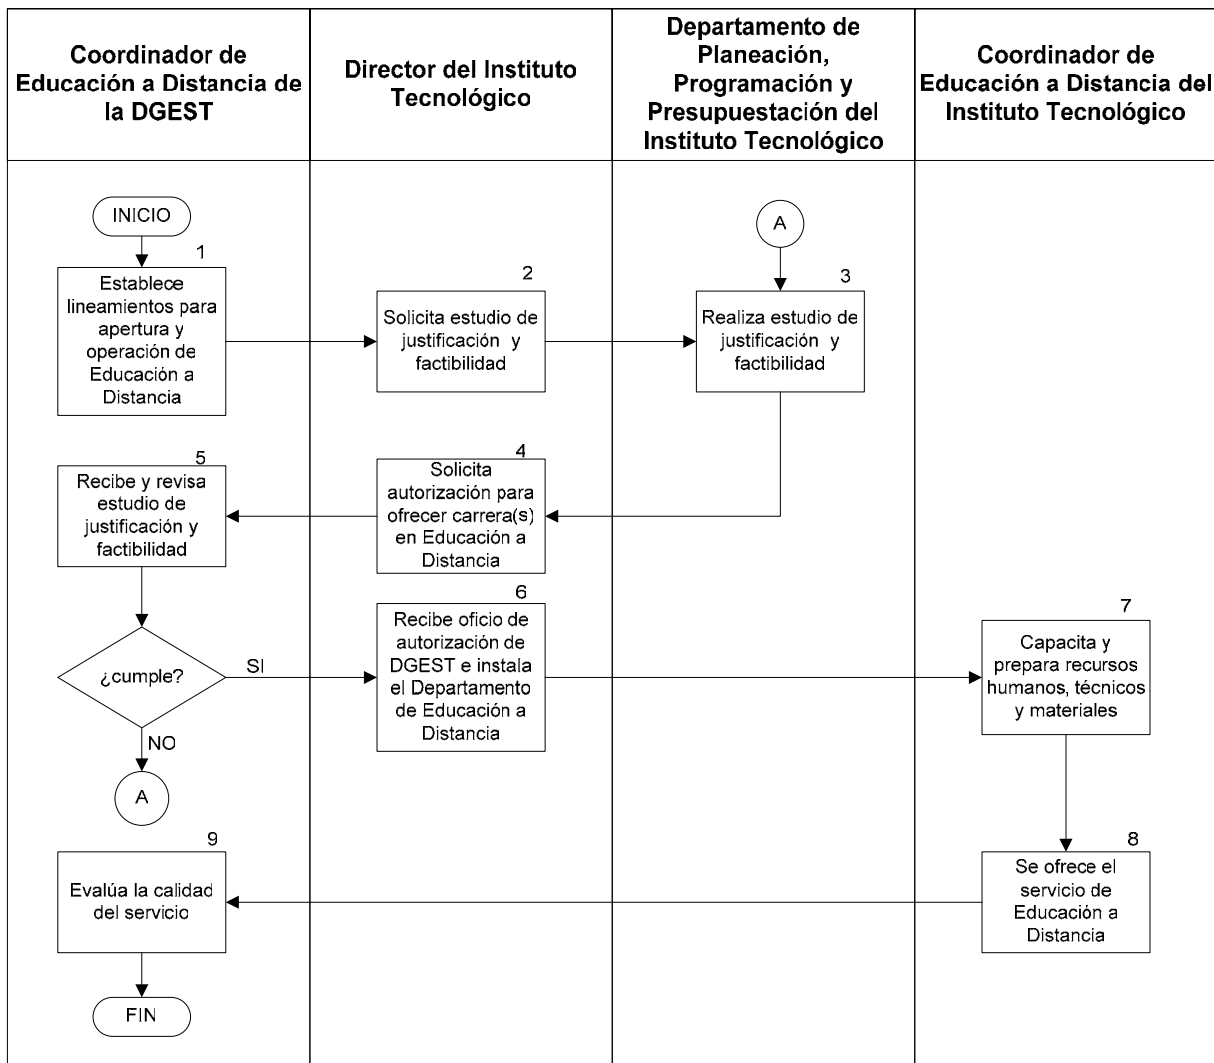 Coordinador de
Educación a Distancia de
la DGEST
Director del Instituto
Tecnológico
Departamento de
Planeación,
Programación y
Presupuestación del
Instituto Tecnológico
Coordinador de
Educación a Distancia del
Instituto Tecnológico
INICIO
1
Establece
lineamientos para
apertura y
operación de
Educación a
Distancia
2
Solicita estudio de
justificación y
factibilidad
A
3
Realiza estudio de
justificación y
factibilidad
4
Solicita
autorización para
ofrecer carrera(s)
en Educación a
Distancia
5
Recibe y revisa
estudio de
justificación y
factibilidad
¿cumple?
SI
NO
A
6
Recibe oficio de
autorización de
DGEST e instala
el Departamento
de Educación a
Distancia
7
Capacita y
prepara recursos
humanos, técnicos
y materiales
8
Se ofrece el
servicio de
Educación a
Distancia
9
Evalúa la calidad
del servicio
FIN